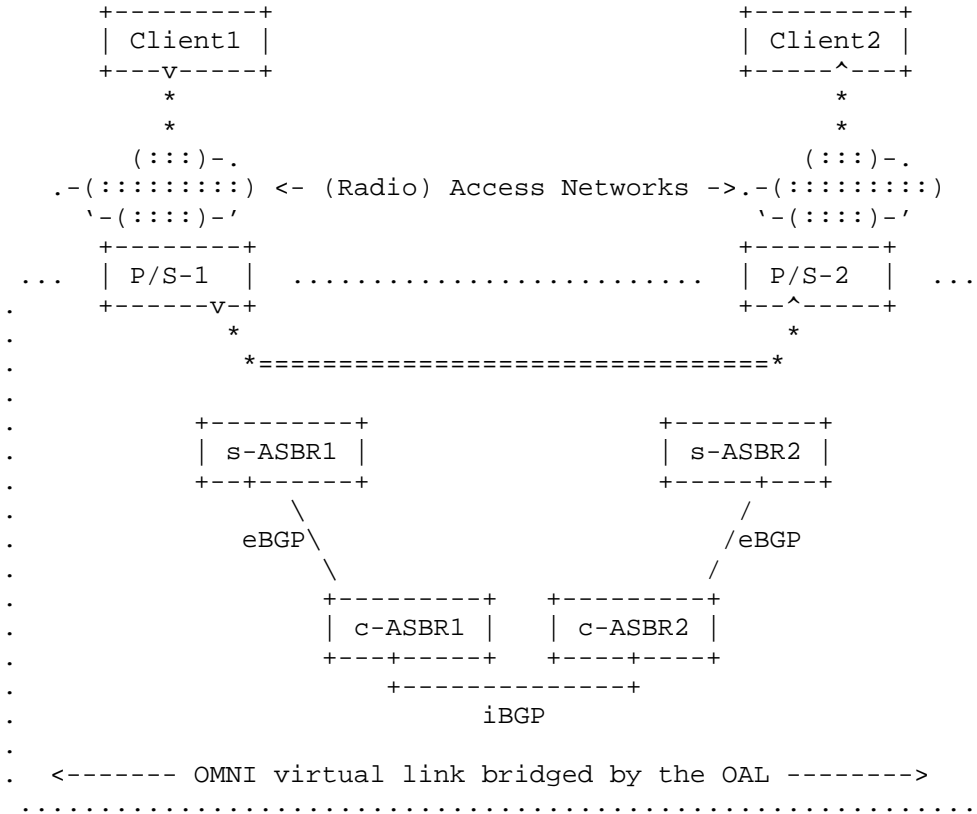 Client1 Client2
<- (Radio) Access Networks ->
P/S-1 P/S-2
s-ASBR1 s-ASBR2
eBGP eBGP
c-ASBR1 c-ASBR2
iBGP
<------- OMNI virtual link bridged by the OAL -------->